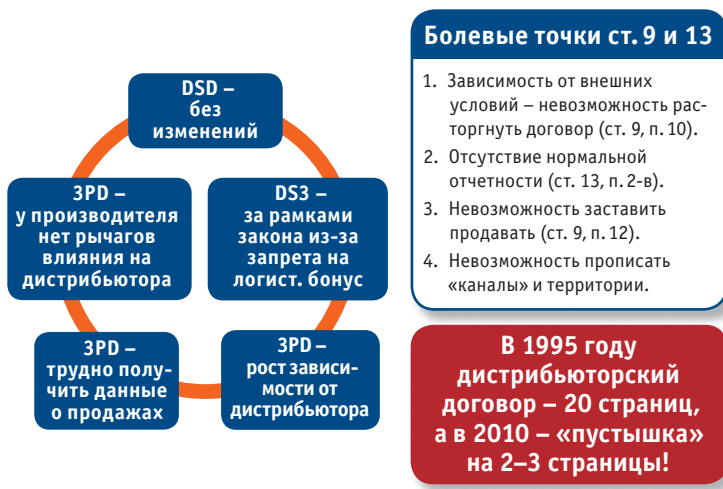 DSD –
без
изменений
3PD –
у производителя
нет рычагов
влияния на
дистрибьютора
DS3 –
за рамками
закона из-за
запрета на
логист. бонус
3PD –
трудно полу-
чить данные
о продажах
3PD –
рост зависи-
мости от
дистрибьютора
Болевые точки ст. 9 и 13
1. Зависимость от внешних
условий – невозможность рас-
торгнуть договор (ст. 9, п. 10).
2. Отсутствие нормальной
отчетности (ст. 13, п. 2-в).
3. Невозможность заставить
продавать (ст. 9, п. 12).
4. Невозможность прописать
«каналы» и территории.
В 1995 году
дистрибьюторский
договор – 20 страниц,
а в 2010 – «пустышка»
на 2–3 страницы!